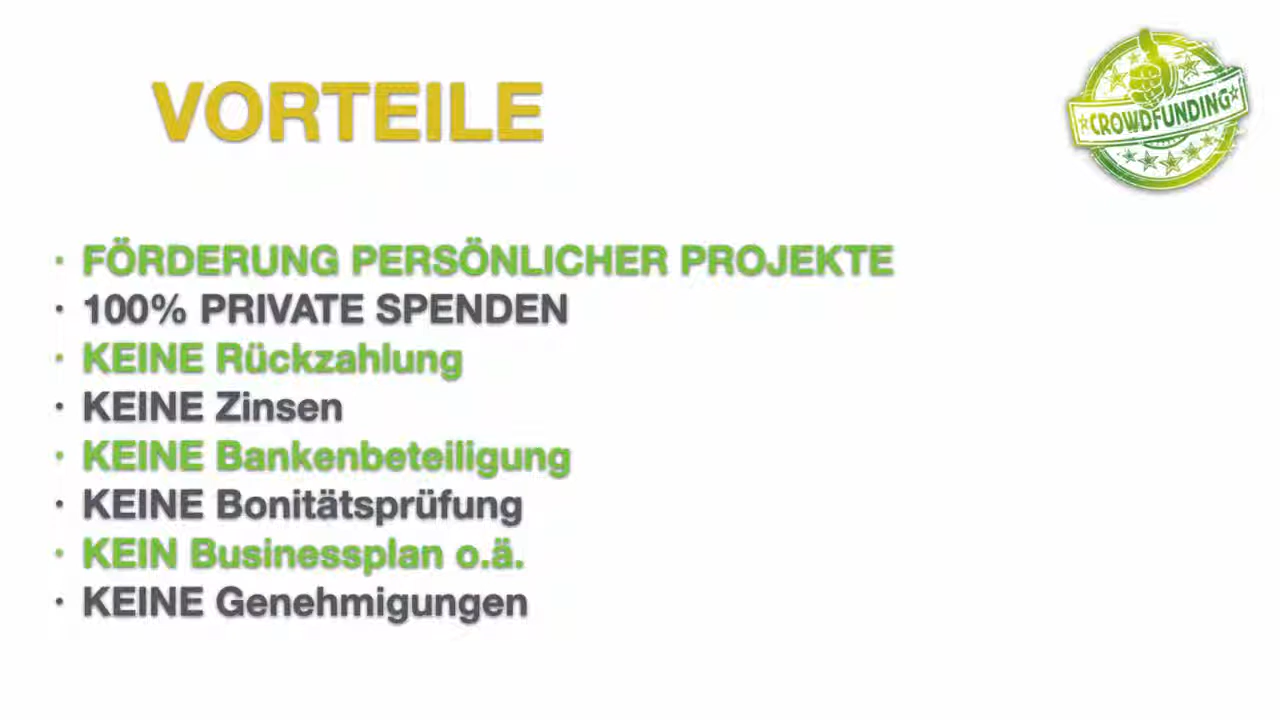 VORTEILE
CROWDFUNDING
· FÖRDERUNG PERSÖNLICHER PROJEKTE
· 100% PRIVATE SPENDEN
· KEINE Rückzahlung
· KEINE Zinsen
· KEINE Bankenbeteiligung
· KEINE Bonitätsprüfung
· KEIN Businessplan o.ä.
· KEINE Genehmigungen